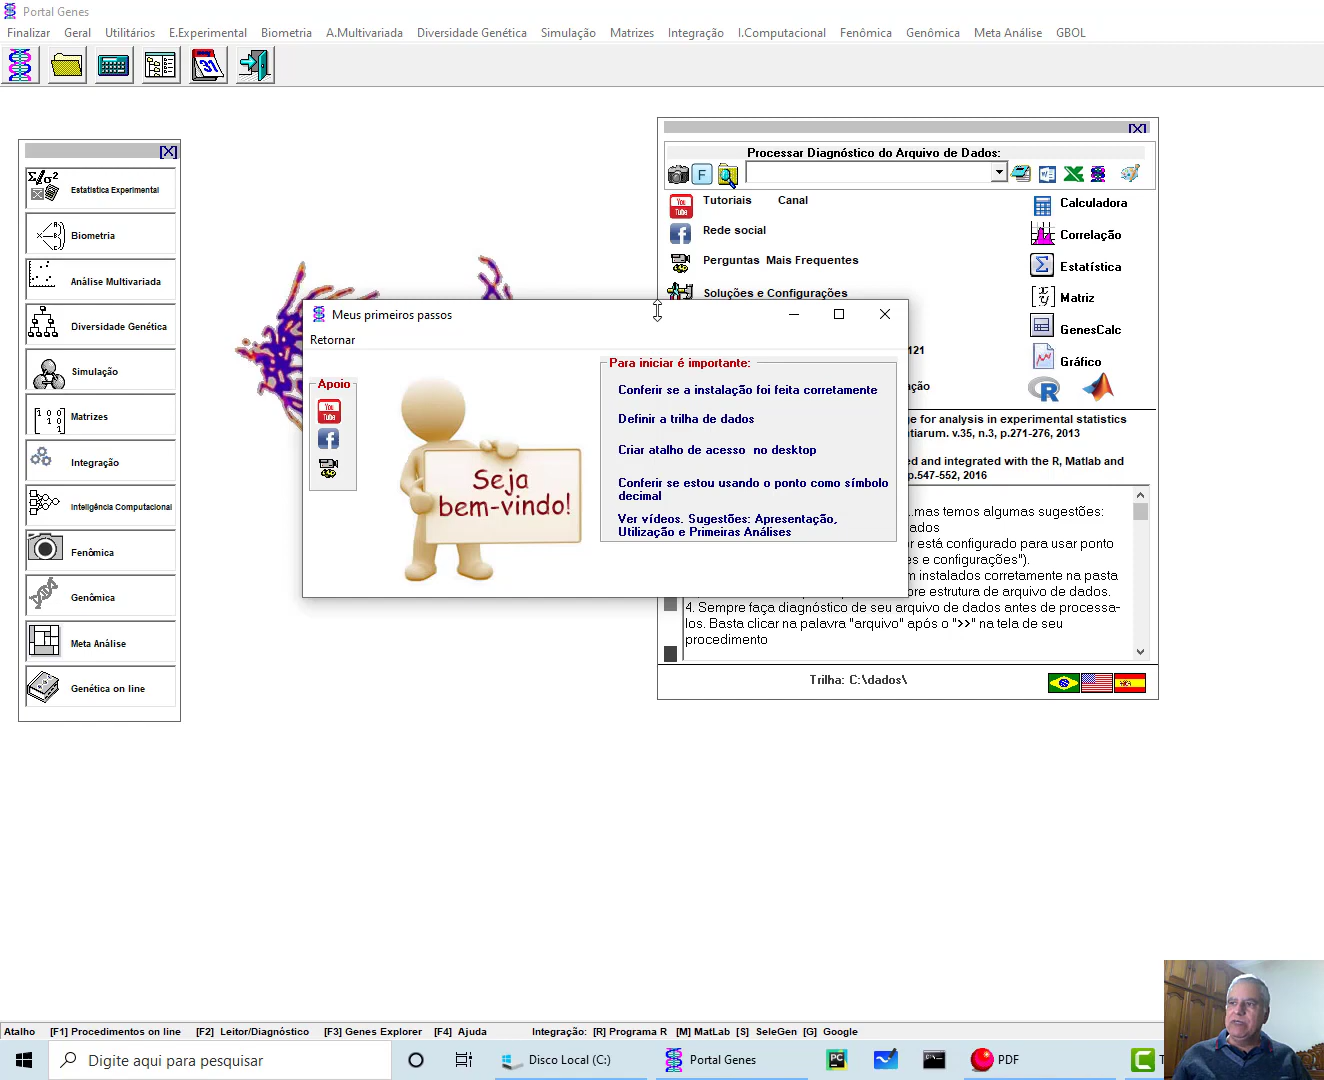 Portal Genes
Finalizar Geral Utilitários E.Experimental Biometria A.Multivariada Diversidade Genética Simulação Matrizes Integração I.Computacional Fenômica Genômica Meta Análise GBOL
31
[X]
Estatística Experimental
Biometria
Análise Multivariada
Diversidade Genética
Simulação
Matrizes
Integração
Inteligência Computacional
Fenômica
Genômica
Meta Análise
Genética on line
[X]
Processar Diagnóstico do Arquivo de Dados:
F
You Tube
Tutoriais Canal
Rede social
Perguntas Mais Frequentes
Soluções e Configurações
Calculadora
Correlação
Estatística
Matriz
GenesCalc
Gráfico
Meus primeiros passos
Retornar
Apoio
You Tube
Seja
bem-vindo!
Para iniciar é importante:
Conferir se a instalação foi feita corretamente
Definir a trilha de dados
Criar atalho de acesso no desktop
Conferir se estou usando o ponto como símbolo
decimal
Ver vídeos. Sugestões: Apresentação,
Utilização e Primeiras Análises
121
ação
R
ge for analysis in experimental statistics
tiarum. v.35, n.3, p.271-276, 2013
ed and integrated with the R, Matlab and
p.547-552, 2016
...mas temos algumas sugestões:
ados
or está configurado para usar ponto
es e configurações").
m instalados corretamente na pasta
bre estrutura de arquivo de dados.
4. Sempre faça diagnóstico de seu arquivo de dados antes de processa-
los. Basta clicar na palavra "arquivo" após o ">>" na tela de seu
procedimento
Trilha: C:\dados\
Atalho [F1] Procedimentos on line [F2] Leitor/Diagnóstico [F3] Genes Explorer [F4] Ajuda Integração: [R] Programa R [M] MatLab [S] SeleGen [G] Google
Digite aqui para pesquisar
Disco Local (C:)
Portal Genes
PC
PDF